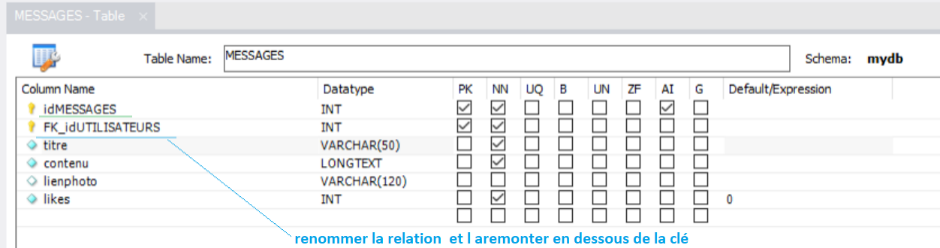 MESSAGES - Table ×
Table Name: MESSAGES Schema: mydb
Column Name Datatype PK NN UQ B UN ZF AI G Default/Expression
idMESSAGES INT
FK_idUTILISATEURS INT
titre VARCHAR(50)
contenu LONGTEXT
lienphoto VARCHAR(120)
likes INT 0
renommer la relation et l aremonter en dessous de la clé